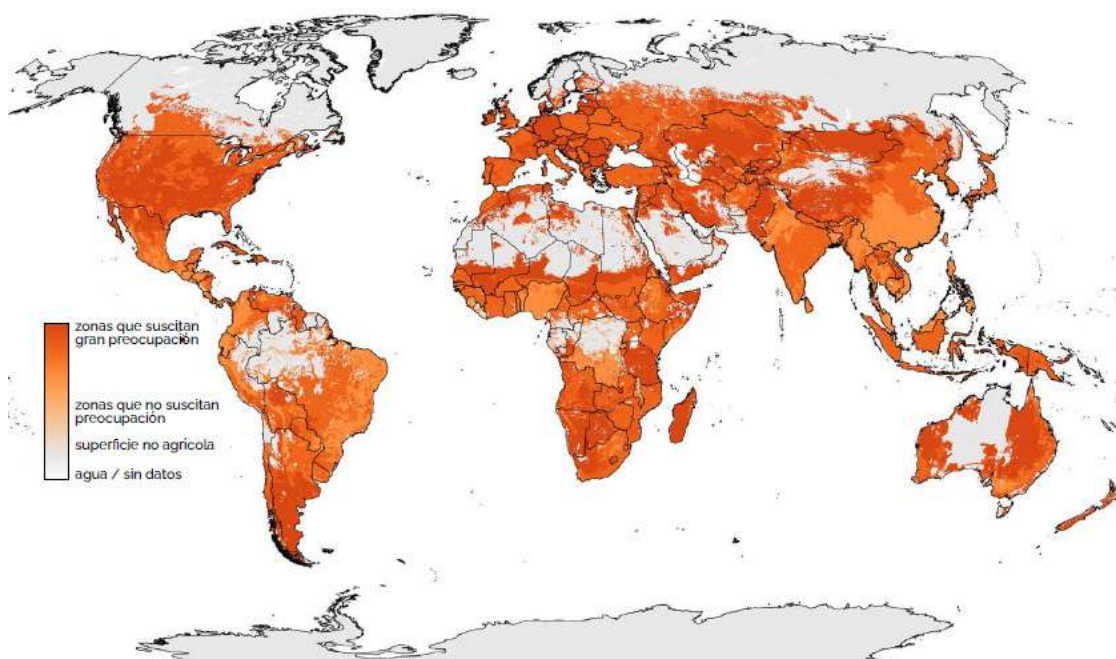 zonas que suscitan
gran preocupación
zonas que no suscitan
preocupación
superficie no agrícola
agua / sin datos